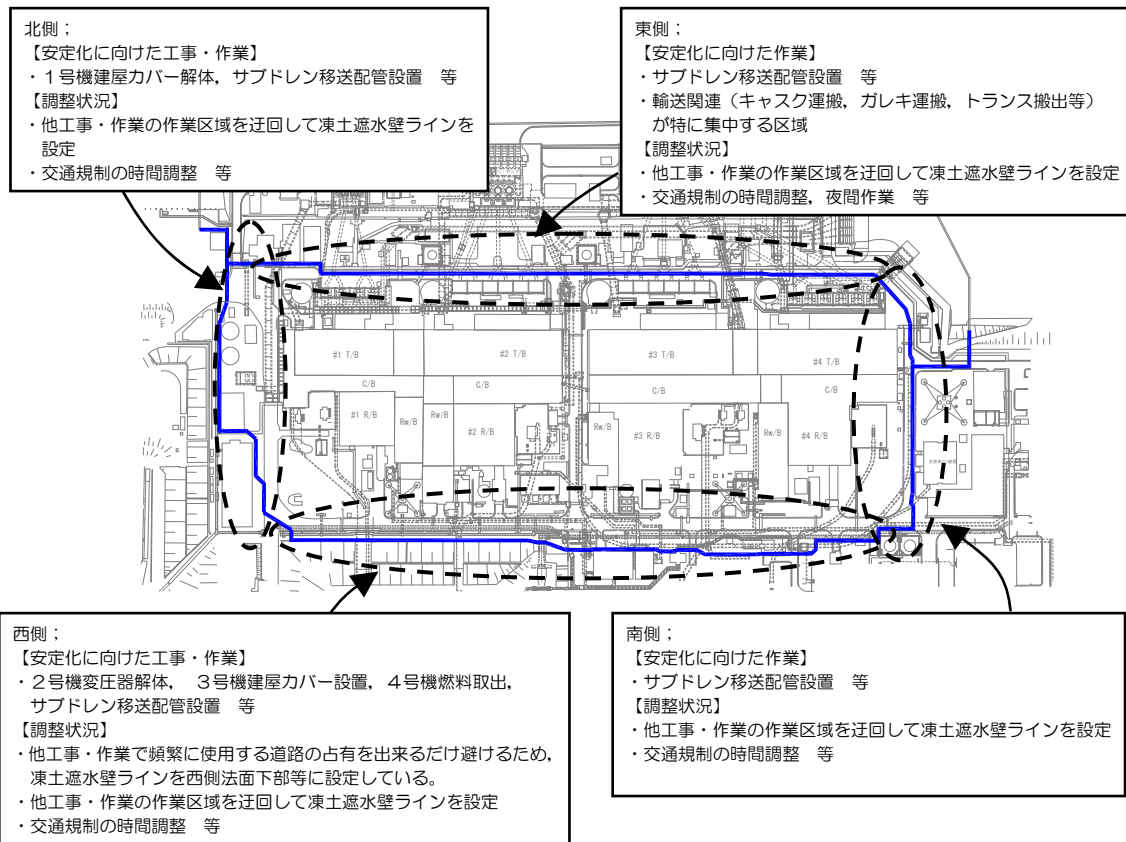 北側；
【安定化に向けた工事・作業】
・１号機建屋カバー解体，サブドレン移送配管設置　等
【調整状況】
・他工事・作業の作業区域を迂回して凍土遮水壁ラインを
設定
・交通規制の時間調整　等
東側；
【安定化に向けた作業】
・サブドレン移送配管設置　等
・輸送関連（キャスク運搬，ガレキ運搬，トランス搬出等）
が特に集中する区域
【調整状況】
・他工事・作業の作業区域を迂回して凍土遮水壁ラインを設定
・交通規制の時間調整，夜間作業　等
#1 T/B
#2 T/B
#3 T/B
#4 T/B
C/B
C/B
C/B
C/B
#1 R/B
Rw/B
Rw/B
#2 R/B
Rw/B
#3 R/B
Rw/B
#4 R/B
西側；
【安定化に向けた工事・作業】
・２号機変圧器解体，　３号機建屋カバー設置，４号機燃料取出，
サブドレン移送配管設置　等
【調整状況】
・他工事・作業で頻繁に使用する道路の占有を出来るだけ避けるため，
凍土遮水壁ラインを西側法面下部等に設定している。
・他工事・作業の作業区域を迂回して凍土遮水壁ラインを設定
・交通規制の時間調整　等
南側；
【安定化に向けた作業】
・サブドレン移送配管設置　等
【調整状況】
・他工事・作業の作業区域を迂回して凍土遮水壁ラインを設定
・交通規制の時間調整　等